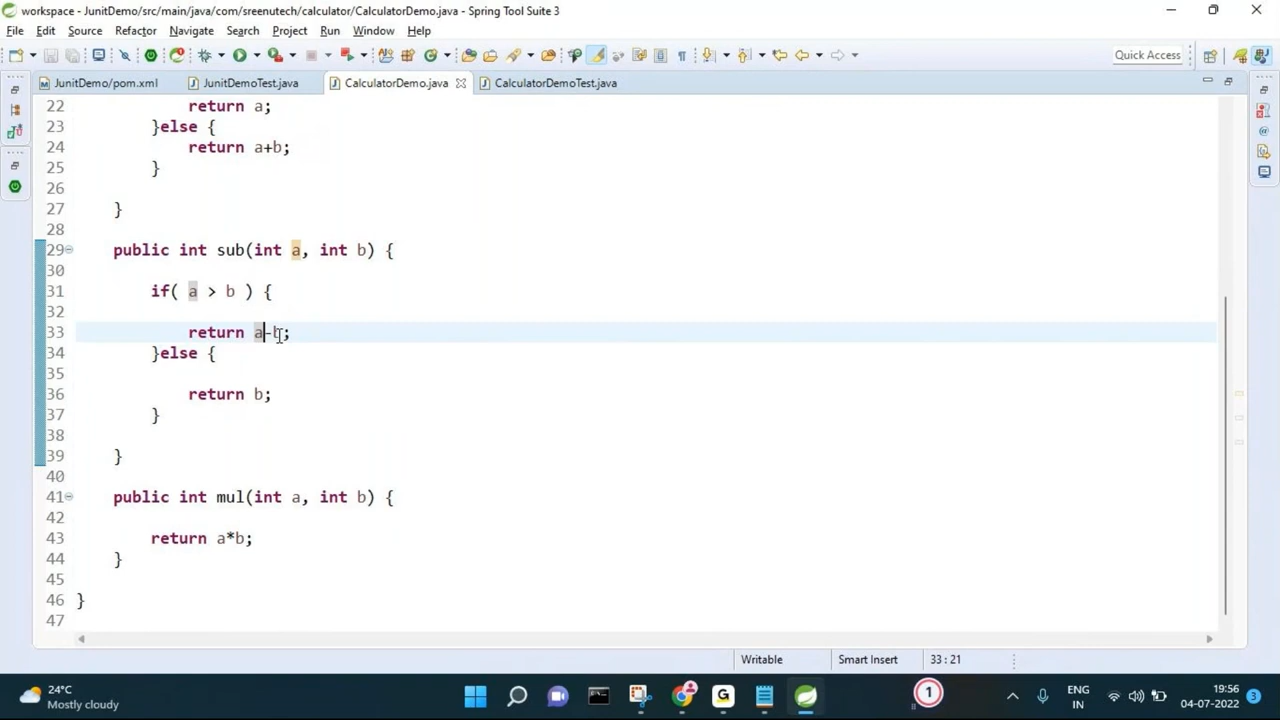 workspace - JunitDemo/src/main/java/com/sreenutech/calculator/CalculatorDemo.java - Spring Tool Suite 3
File Edit Source Refactor Navigate Search Project Run Window Help
Quick Access
JunitDemo/pom.xml JunitDemoTest.java CalculatorDemo.java CalculatorDemoTest.java
22 return a;
23 }else {
24 return a+b;
25 }
26
27 }
28
29 public int sub(int a, int b) {
30
31 if( a > b ) {
32
33 return a-b;
34 }else {
35
36 return b;
37 }
38
39 }
40
41 public int mul(int a, int b) {
42
43 return a*b;
44 }
45
46 }
47
Writable Smart Insert 33 : 21
24°C
Mostly cloudy
1
ENG
IN
19:56
04-07-2022
3